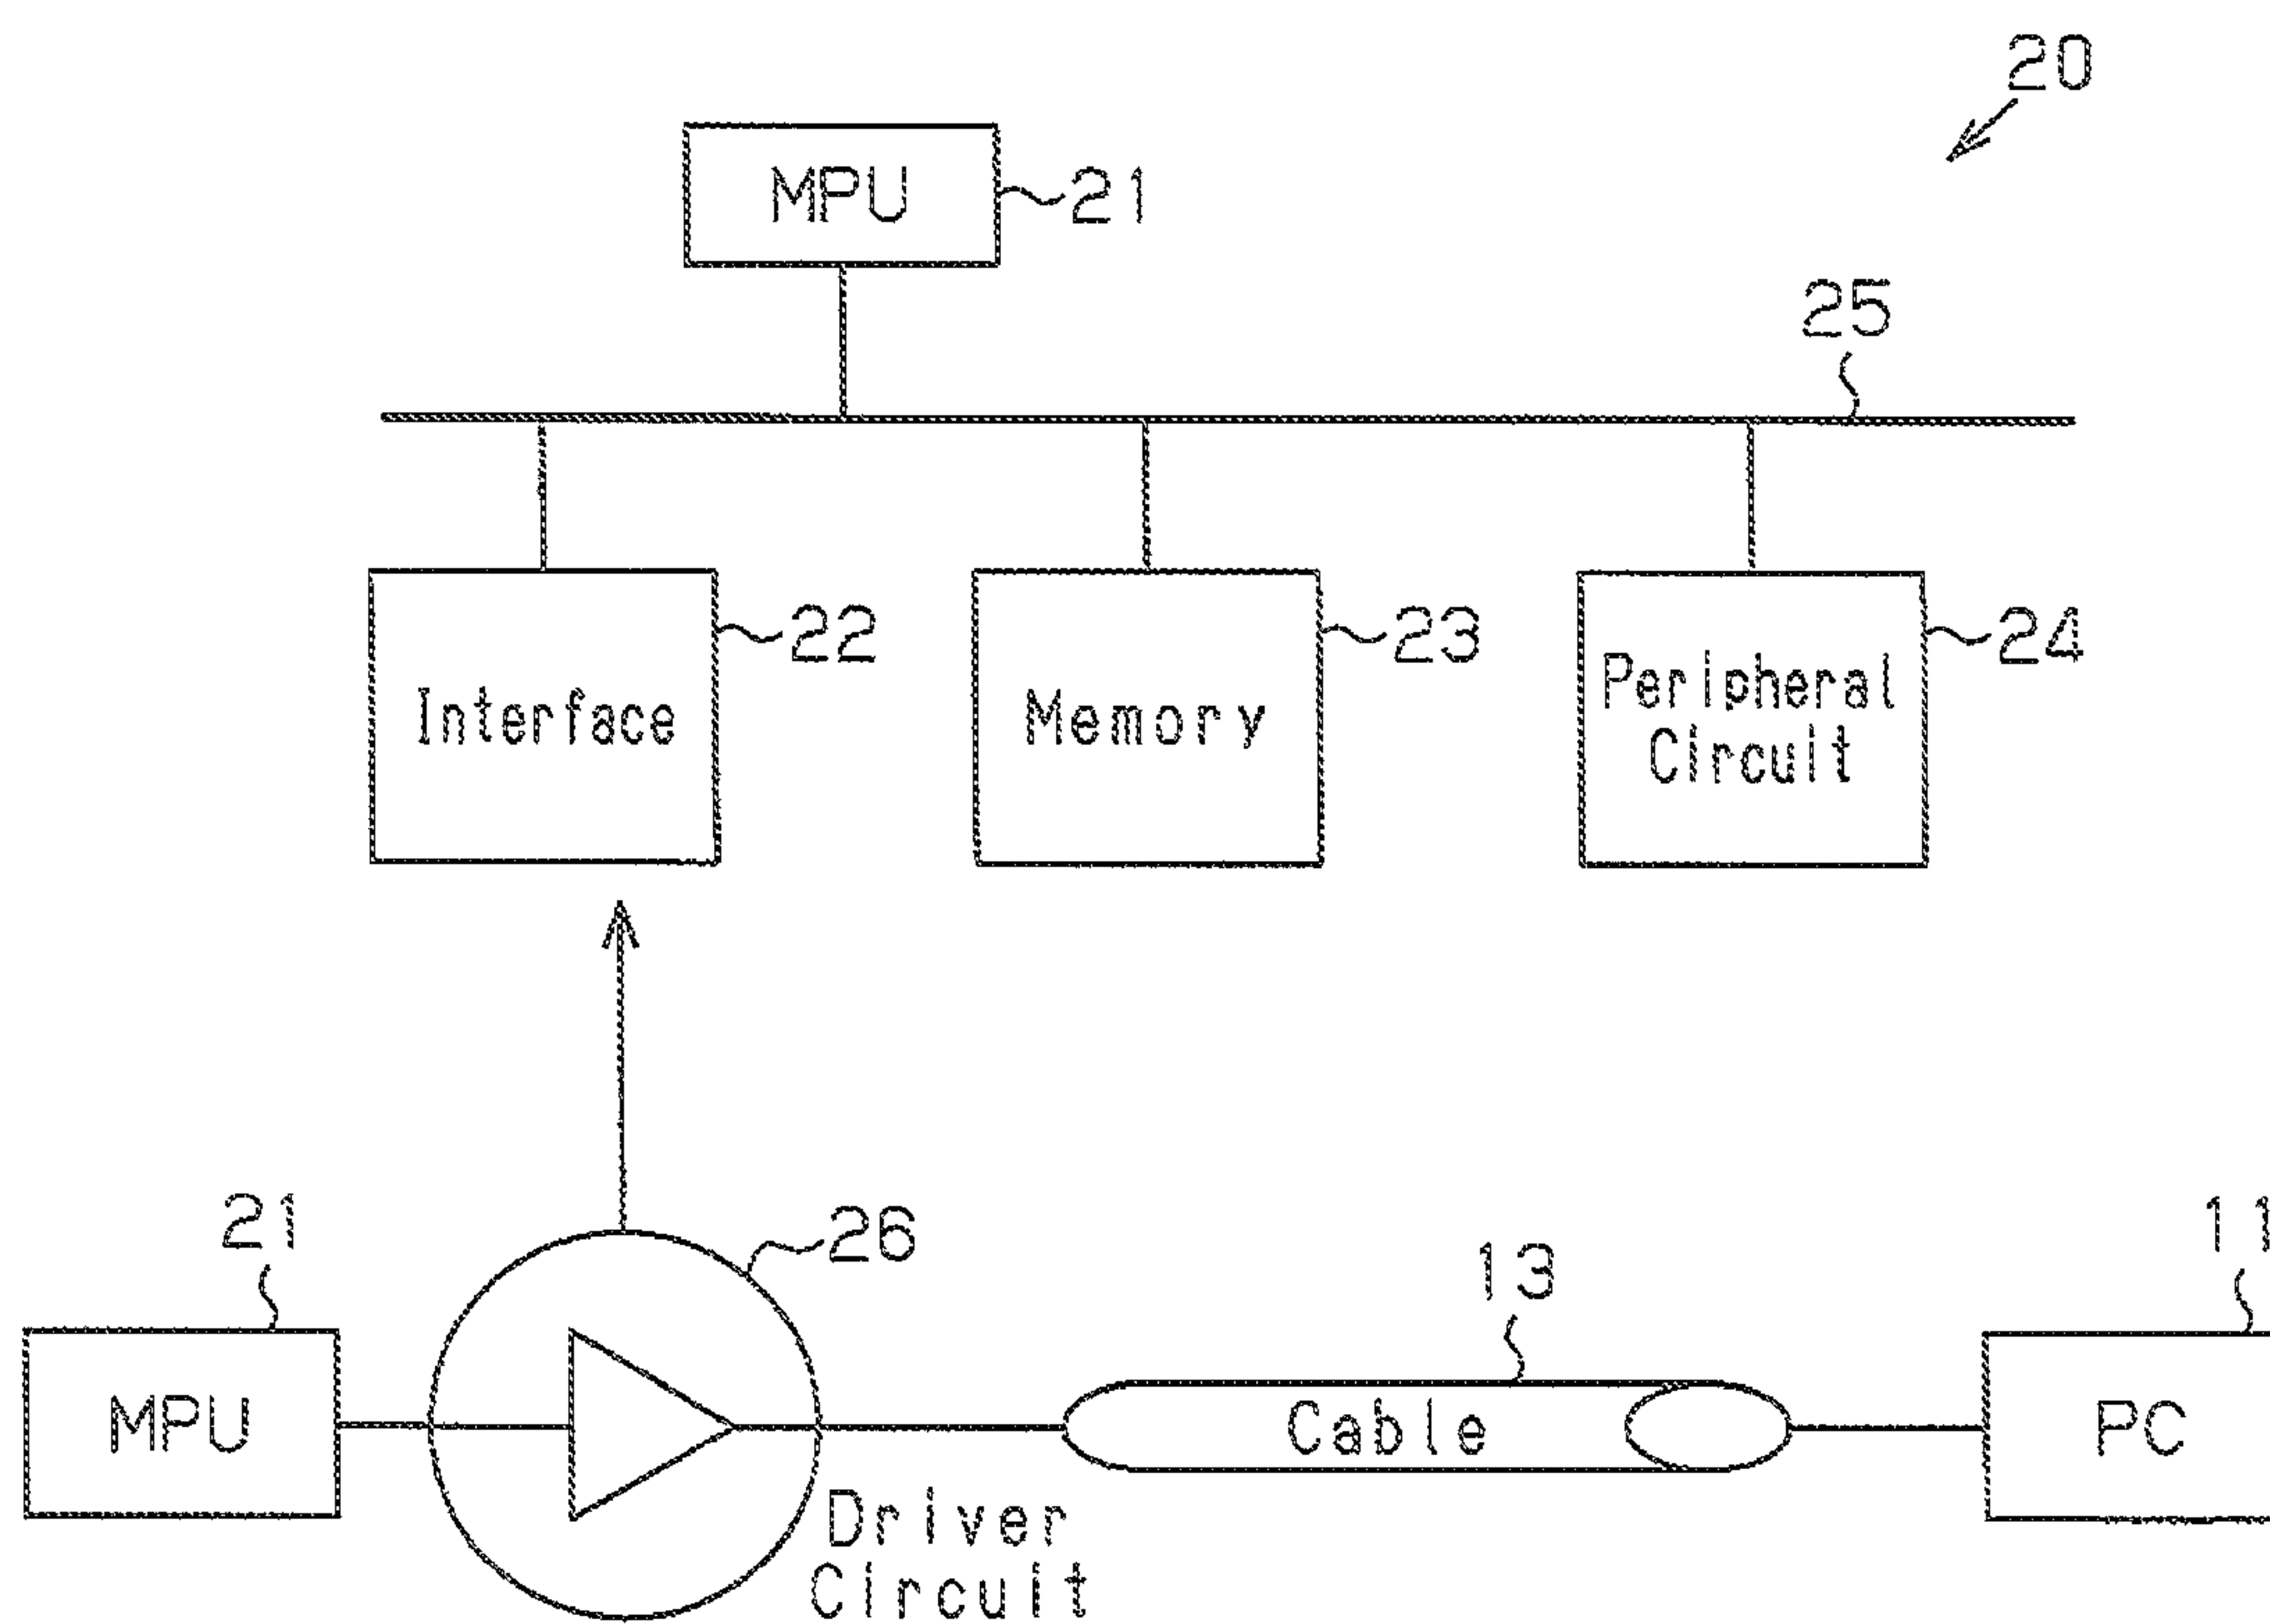 20
MPU
21
25
22
23
24
Interface
Memory
Peripheral
Circuit
21
26
13
11
MPU
Cable
PC
Driver
Circuit